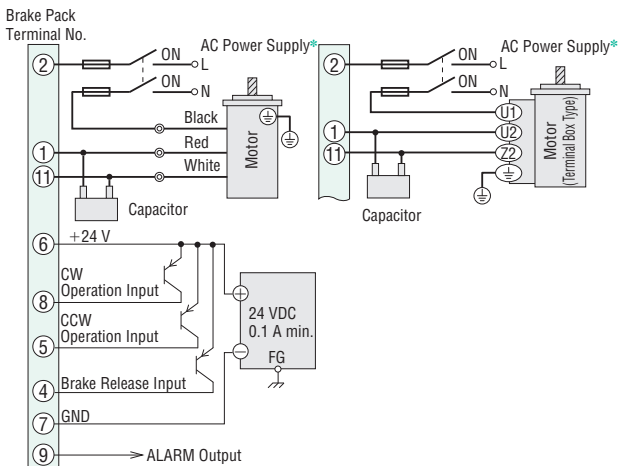 Brake Pack
Terminal No.
AC Power Supply*
2
ON
L
ON
N
Black
Red
White
1
11
Motor
Capacitor
AC Power Supply*
2
ON
L
ON
N
U1
U2
Z2
1
11
Motor
(Terminal Box Type)
Capacitor
6
+24 V
CW
Operation Input
8
CCW
Operation Input
5
Brake Release Input
4
GND
7
24 VDC
0.1 A min.
FG
9
ALARM Output